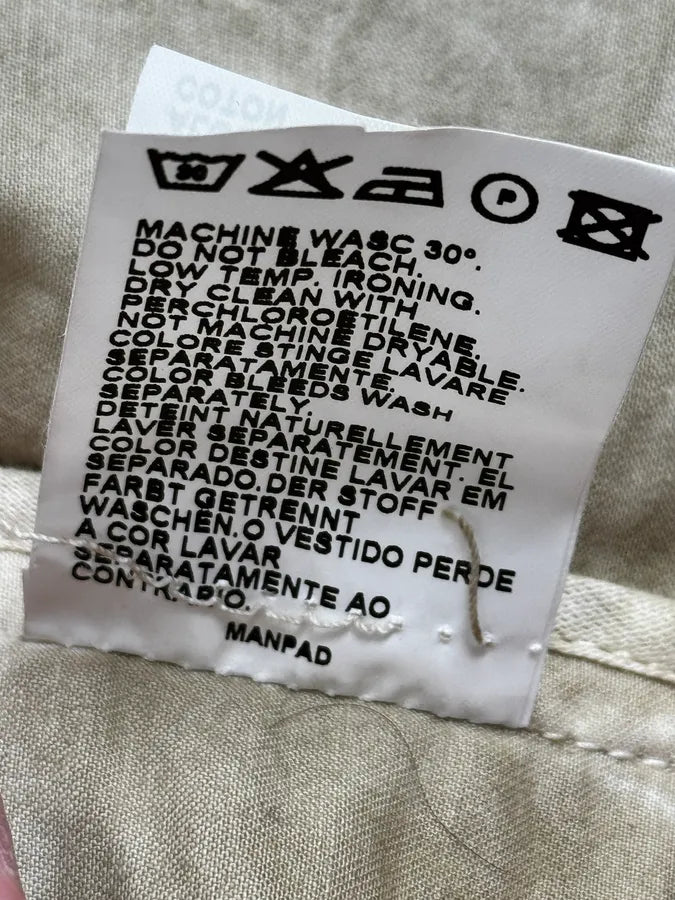 COTON
30
P
MACHINE WASC 30°.
DO NOT BLEACH.
LOW TEMP. IRONING.
DRY CLEAN WITH
PERCHLOROETILENE.
NOT MACHINE DRYABLE.
COLORE STINGE LAVARE
SEPARATAMENTE.
COLOR BLEEDS WASH
SEPARATELY.
DETEINT NATURELLEMENT
LAVER SEPARATEMENT. EL
COLOR DESTINE LAVAR EM
SEPARADO.DER STOFF
FARBT GETRENNT
WASCHEN.O VESTIDO PERDE
A COR LAVAR
SEPARATAMENTE AO
CONTRARIO.
MANPAD